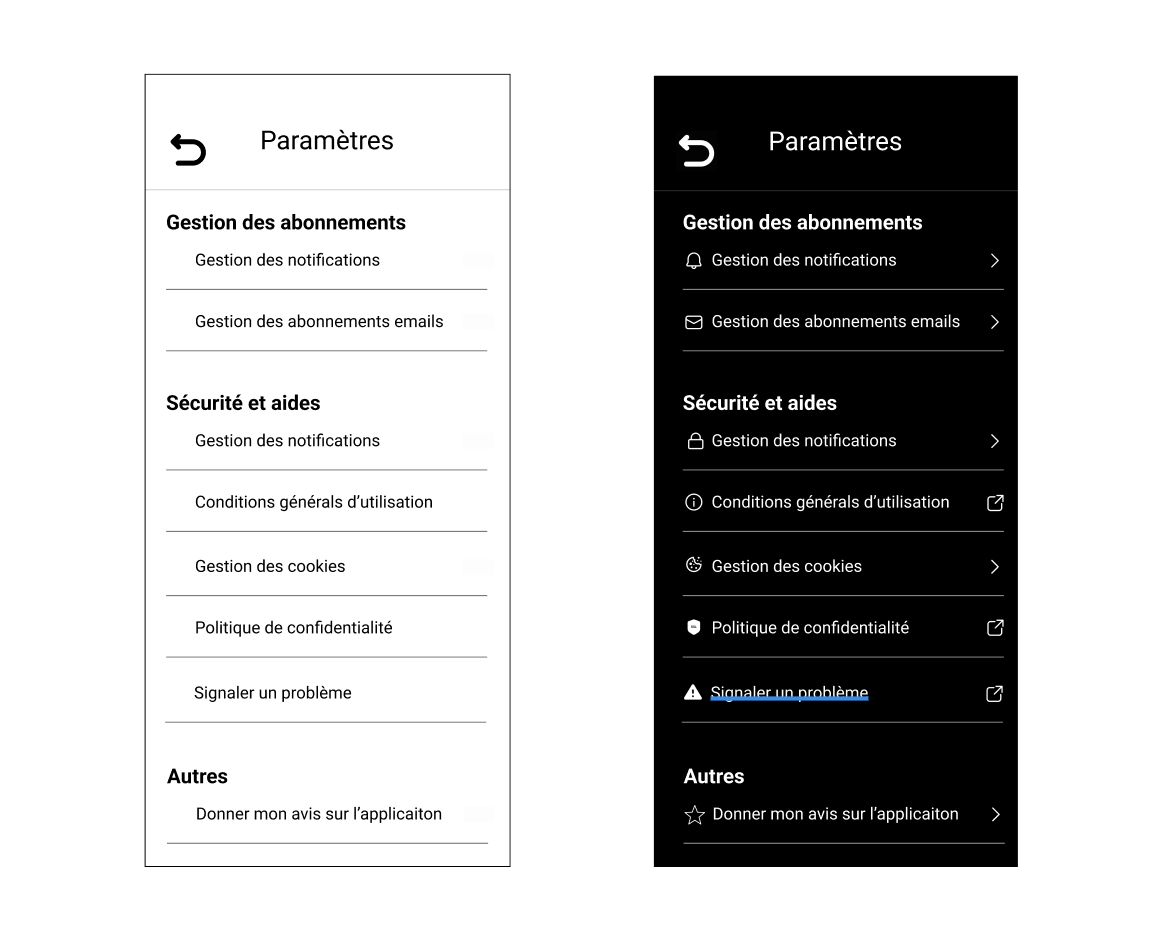 Paramètres
Gestion des abonnements
Gestion des notifications
Gestion des abonnements emails
Sécurité et aides
Gestion des notifications
Conditions générals d’utilisation
Gestion des cookies
Politique de confidentialité
Signaler un problème
Autres
Donner mon avis sur l’applicaiton
Paramètres
Gestion des abonnements
Gestion des notifications
Gestion des abonnements emails
Sécurité et aides
Gestion des notifications
Conditions générals d’utilisation
Gestion des cookies
Politique de confidentialité
Signaler un problème
Autres
Donner mon avis sur l’applicaiton